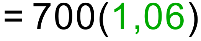 = 700(1,06)